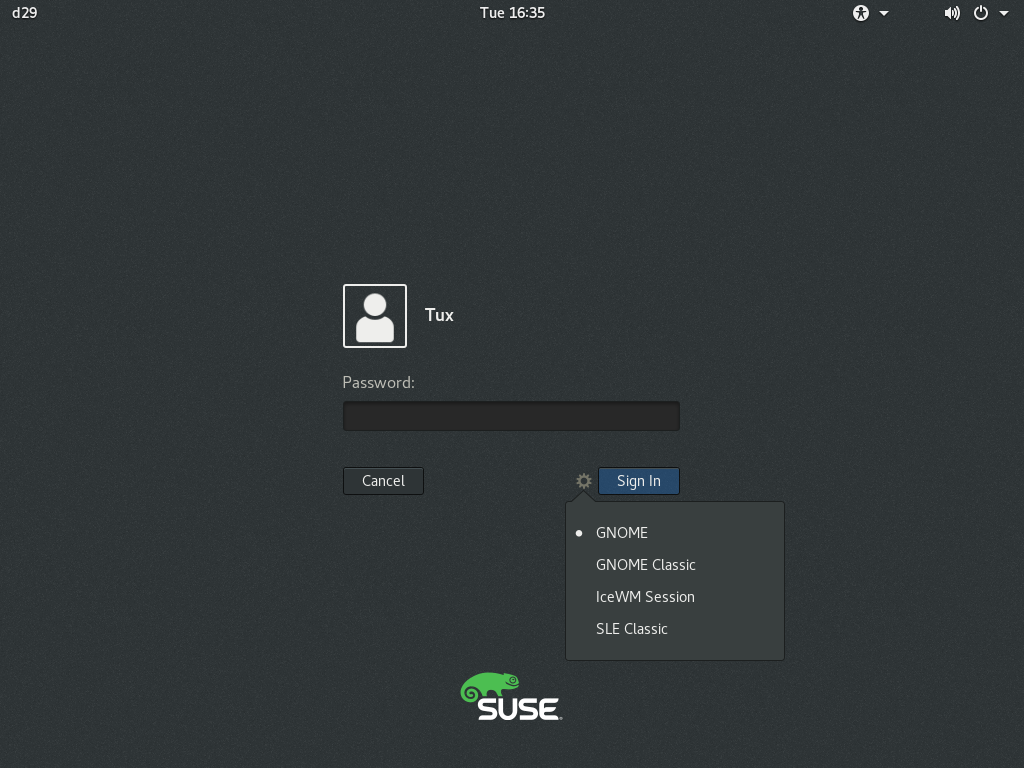 d29 Tue 16:35
Tux
Password:
Cancel Sign In
GNOME
GNOME Classic
IceWM Session
SLE Classic
SUSE